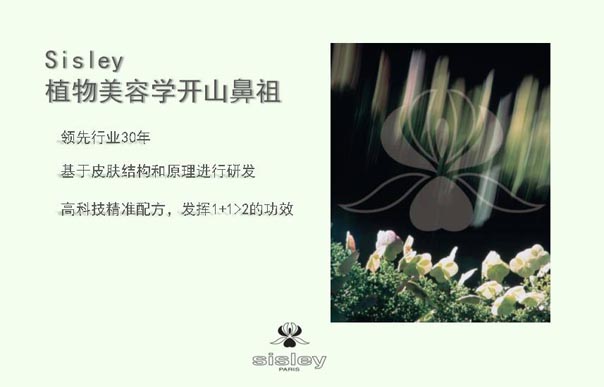 Sisley
植物美容学开山鼻祖
领先行业30年
基于皮肤结构和原理进行研发
高科技精准配方，发挥1+1>2的功效
sisley
PARIS